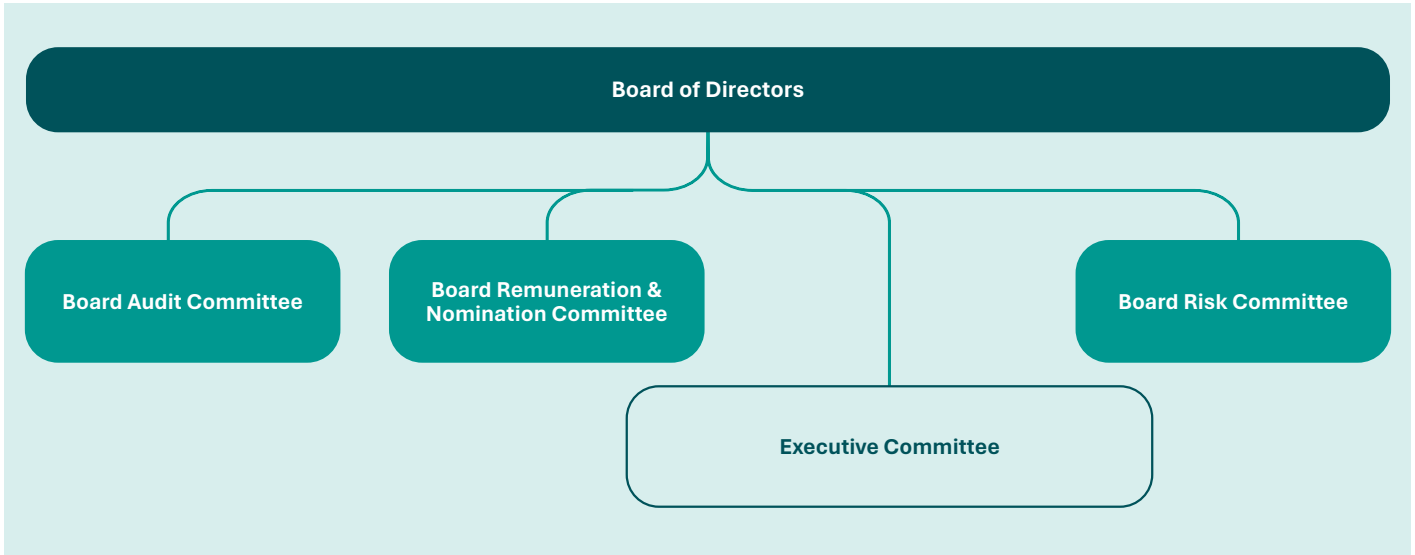 Board of Directors
Board Audit Committee
Board Remuneration &
Nomination Committee
Board Risk Committee
Executive Committee